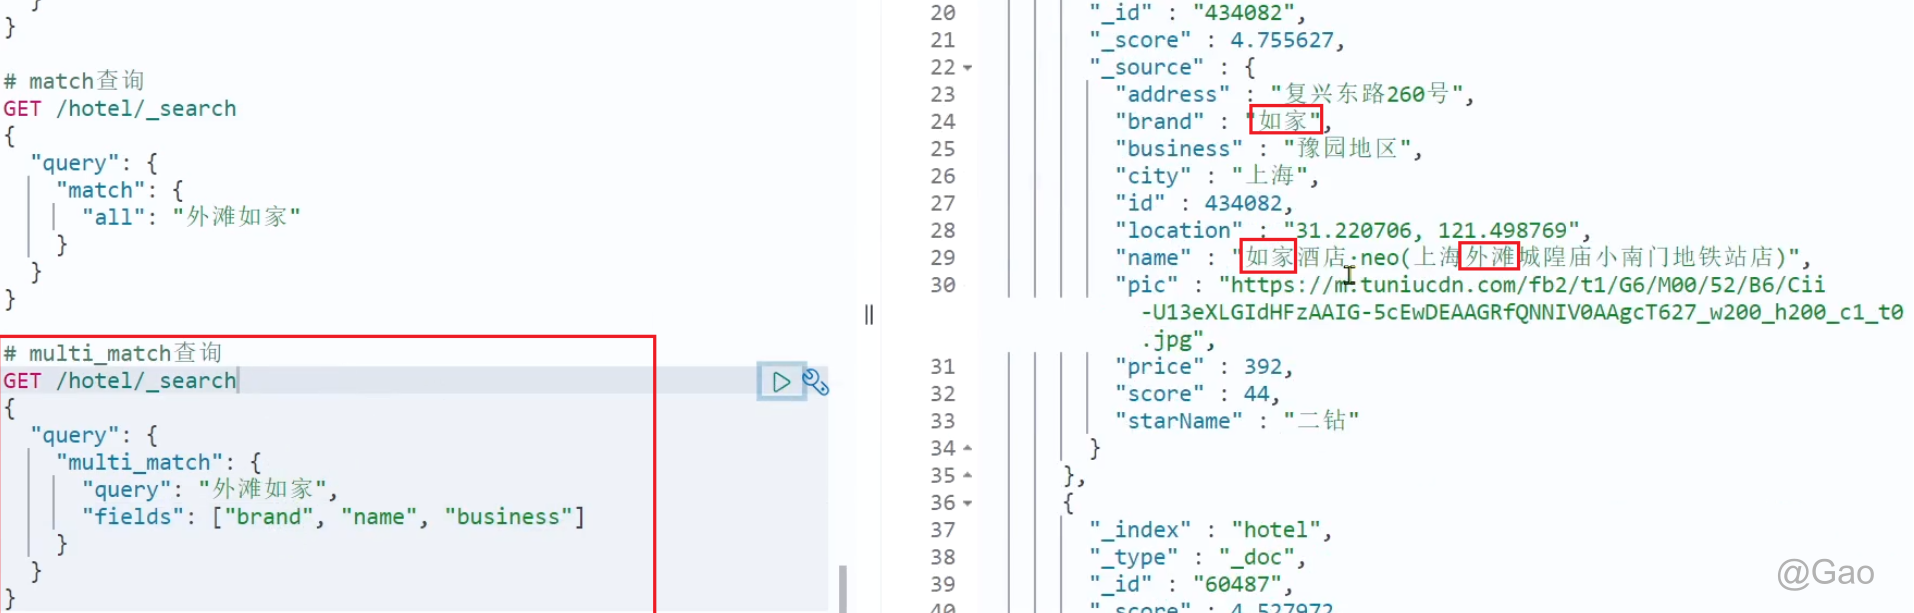 }
}
# match查询
GET /hotel/_search
{
"query": {
"match": {
"all": "外滩如家"
}
}
}
# multi_match查询
GET /hotel/_search
{
"query": {
"multi_match": {
"query": "外滩如家",
"fields": ["brand", "name", "business"]
}
}
}
20 "_id" : "434082",
21 "_score" : 4.755627,
22 "_source" : {
23 "address" : "复兴东路260号",
24 "brand" : "如家",
25 "business" : "豫园地区",
26 "city" : "上海",
27 "id" : 434082,
28 "location" : "31.220706, 121.498769",
29 "name" : "如家酒店·neo(上海外滩城隍庙小南门地铁站店)",
30 "pic" : "https://m.tuniucdn.com/fb2/t1/G6/M00/52/B6/Cii
-U13eXLGIdHFzAAIG-5cEwDEAAGRfQNNIV0AAgcT627_w200_h200_c1_t0
.jpg",
31 "price" : 392,
32 "score" : 44,
33 "starName" : "二钻"
34 }
35 },
36 {
37 "_index" : "hotel",
38 "_type" : "_doc",
39 "_id" : "60487",
40 "_score" : 4.527972
@Gao